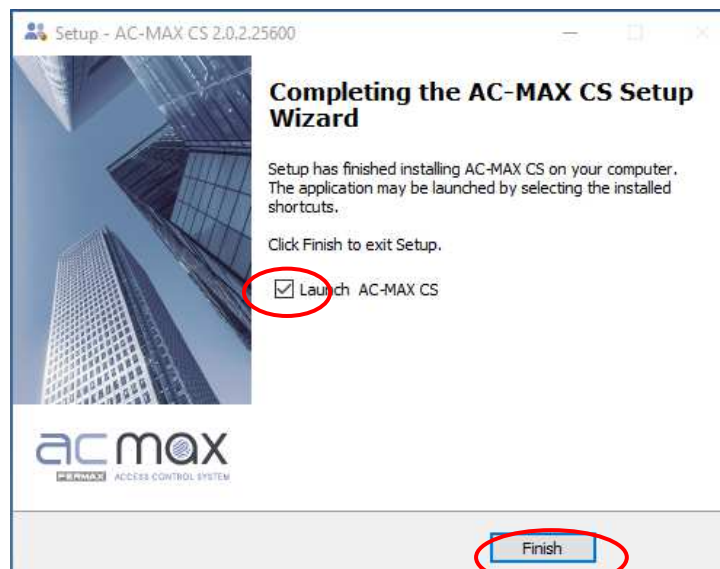 Setup - AC-MAX CS 2.0.2.25600
Completing the AC-MAX CS Setup
Wizard
Setup has finished installing AC-MAX CS on your computer.
The application may be launched by selecting the installed
shortcuts.
Click Finish to exit Setup.
Launch AC-MAX CS
ac max
FERMAX ACCESS CONTROL SYSTEM
Finish